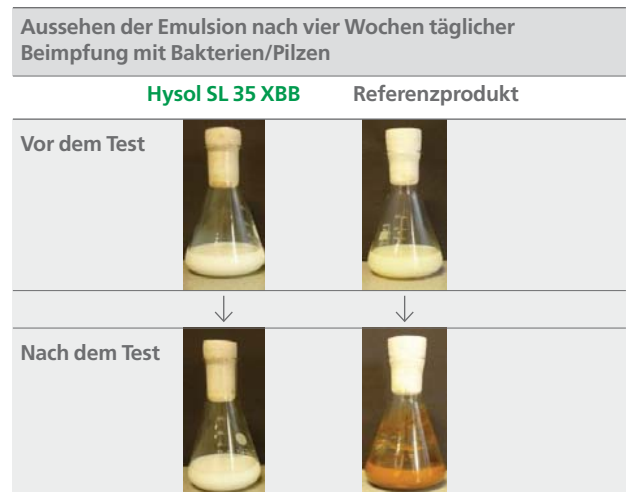 Aussehen der Emulsion nach vier Wochen täglicher
Beimpfung mit Bakterien/Pilzen
Hysol SL 35 XBB Referenzprodukt
Vor dem Test
Nach dem Test